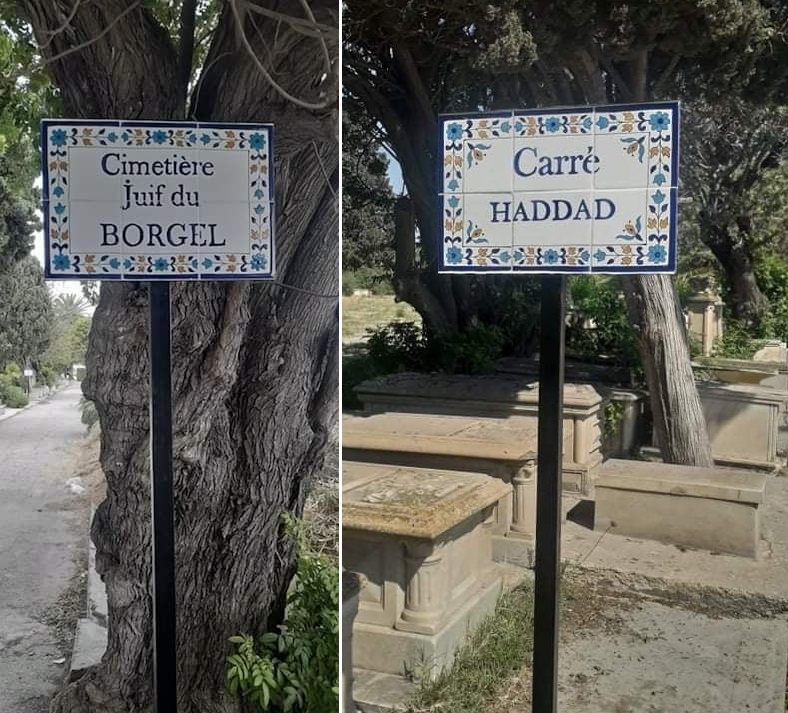 Cimetière
Juif du
BORGEL
Carré
HADDAD